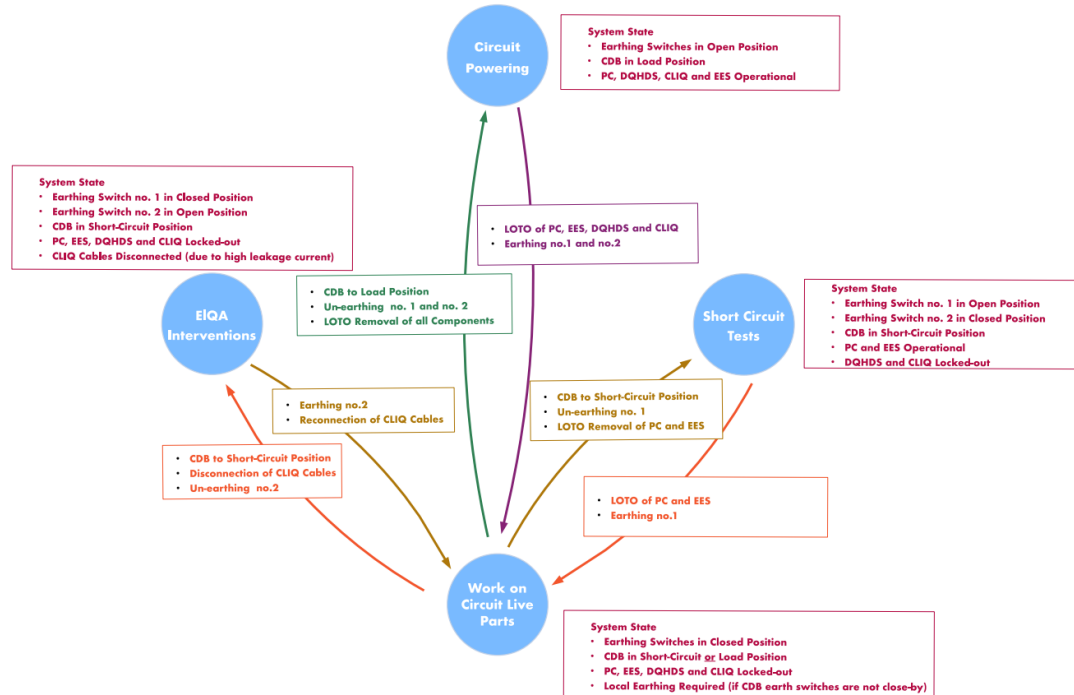 Circuit
Powering
System State
• Earthing Switches in Open Position
• CDB in Load Position
• PC, DQHDS, CLIQ and EES Operational
System State
• Earthing Switch no. 1 in Closed Position
• Earthing Switch no. 2 in Open Position
• CDB in Short-Circuit Position
• PC, EES, DQHDS and CLIQ Locked-out
• CLIQ Cables Disconnected (due to high leakage current)
• LOTO of PC, EES, DQHDS and CLIQ
• Earthing no.1 and no.2
• CDB to Load Position
• Un-earthing no. 1 and no. 2
• LOTO Removal of all Components
ElQA
Interventions
Short Circuit
Tests
System State
• Earthing Switch no. 1 in Open Position
• Earthing Switch no. 2 in Closed Position
• CDB in Short-Circuit Position
• PC and EES Operational
• DQHDS and CLIQ Locked-out
• Earthing no.2
• Reconnection of CLIQ Cables
• CDB to Short-Circuit Position
• Un-earthing no. 1
• LOTO Removal of PC and EES
• CDB to Short-Circuit Position
• Disconnection of CLIQ Cables
• Un-earthing no.2
• LOTO of PC and EES
• Earthing no.1
Work on
Circuit Live
Parts
System State
• Earthing Switches in Closed Position
• CDB in Short-Circuit or Load Position
• PC, EES, DQHDS and CLIQ Locked-out
• Local Earthing Required (if CDB earth switches are not close-by)